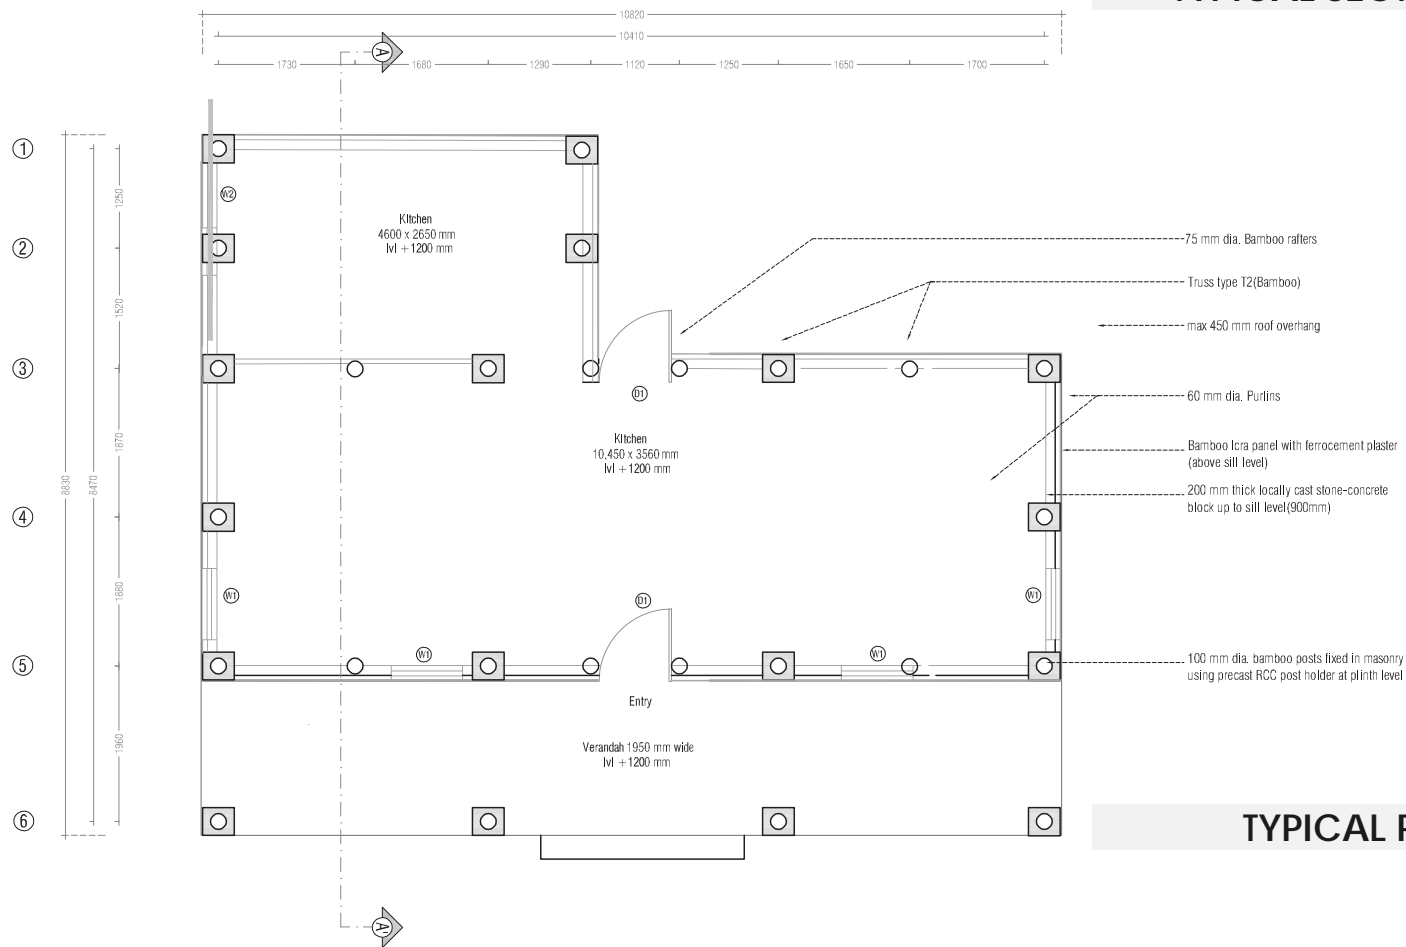 10820
10410
1730
1680
1290
1120
1250
1650
1700
A
1
2
3
4
5
6
8830
8470
1250
1520
1870
1880
1960
W2
Kitchen
4600 x 2650 mm
lvl +1200 mm
D1
Kitchen
10,450 x 3560 mm
lvl +1200 mm
D1
W1
W1
W1
W1
Entry
Verandah 1950 mm wide
lvl +1200 mm
A'
75 mm dia. Bamboo rafters
Truss type T2(Bamboo)
max 450 mm roof overhang
60 mm dia. Purlins
Bamboo Icra panel with ferrocement plaster
(above sill level)
200 mm thick locally cast stone-concrete
block up to sill level(900mm)
100 mm dia. bamboo posts fixed in masonry
using precast RCC post holder at plinth level
TYPICAL P